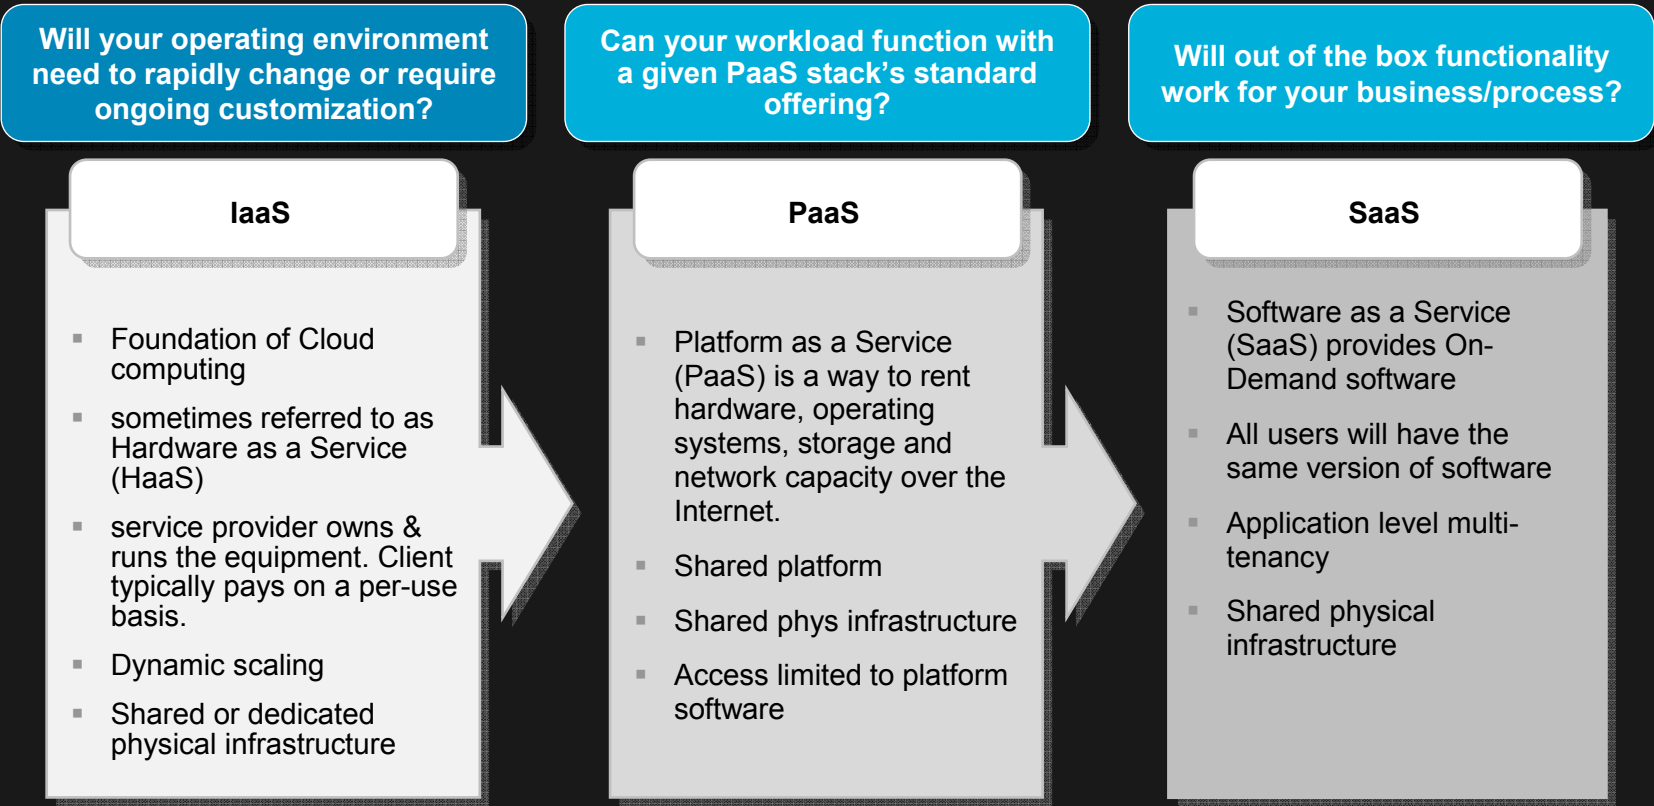 Will your operating environment
need to rapidly change or require
ongoing customization?
Can your workload function with
a given PaaS stack's standard
offering?
Will out of the box functionality
work for your business/process?
IaaS
Foundation of Cloud
computing
sometimes referred to as
Hardware as a Service
(HaaS)
service provider owns &
runs the equipment. Client
typically pays on a per-use
basis.
Dynamic scaling
Shared or dedicated
physical infrastructure
PaaS
Platform as a Service
(PaaS) is a way to rent
hardware, operating
systems, storage and
network capacity over the
Internet.
Shared platform
Shared phys infrastructure
Access limited to platform
software
SaaS
Software as a Service
(SaaS) provides On-
Demand software
All users will have the
same version of software
Application level multi-
tenancy
Shared physical
infrastructure